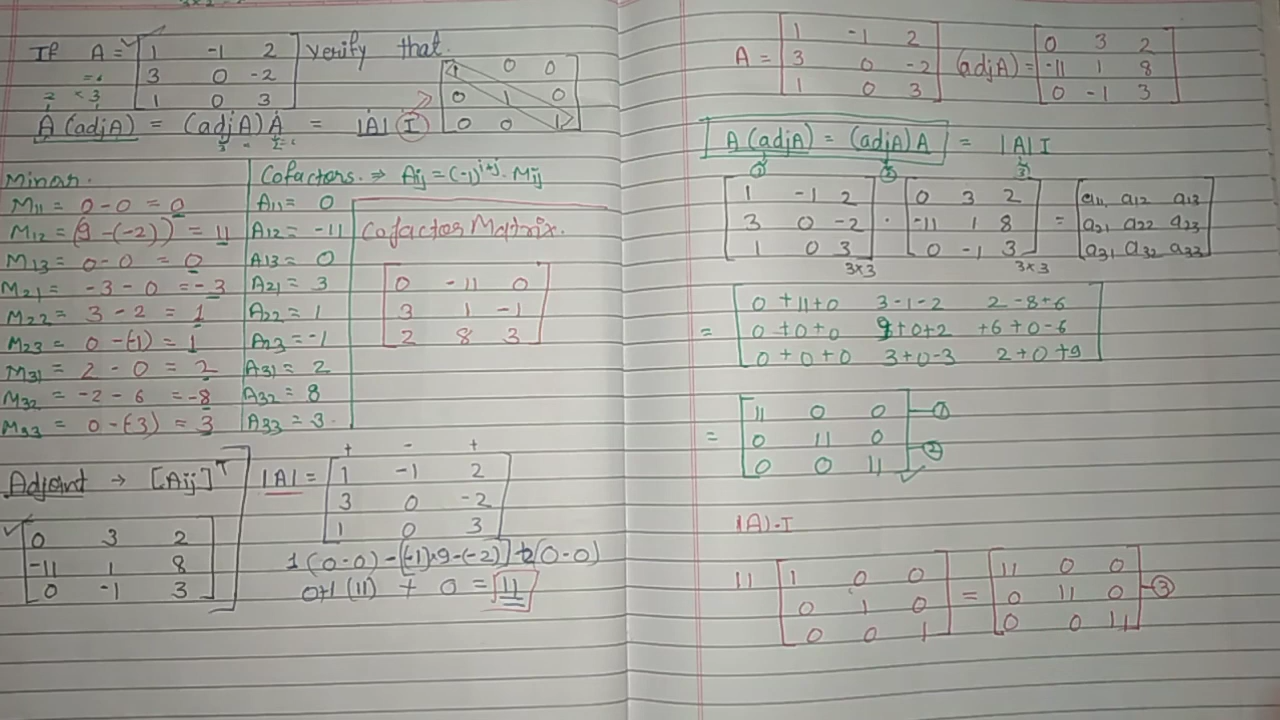 If A = [1 -1 2
3 0 -2
1 0 3] verify that.
[1 0 0
0 1 0
0 0 1]
A (adjA) = (adjA) A = |A| I
Minor.
M11 = 0-0 = 0
M12 = (9-(-2)) = 11
M13 = 0-0 = 0
M21 = -3-0 = -3
M22 = 3-2 = 1
M23 = 0-(-1) = 1
M31 = 2-0 = 2
M32 = -2-6 = -8
M33 = 0-(-3) = 3
Cofactors. ⇒ Aij = (-1)^i+j. Mij
A11 = 0
A12 = -11
A13 = 0
A21 = 3
A22 = 1
A23 = -1
A31 = 2
A32 = 8
A33 = 3.
Cofactor Matrix.
[0 -11 0
3 1 -1
2 8 3]
Adjoint → [Aij]^T
[0 3 2
-11 1 8
0 -1 3]
+ - +
|A| = [1 -1 2
3 0 -2
1 0 3]
1(0-0) - [(-1)×9-(-2)] + 2(0-0)
0+1(11) + 0 = 11
A = [1 -1 2
3 0 -2
1 0 3]
(adjA) = [0 3 2
-11 1 8
0 -1 3]
A(adjA) = (adjA)A = |A| I
① ② ③
[1 -1 2
3 0 -2
1 0 3] 3×3
. [0 3 2
-11 1 8
0 -1 3] 3×3
= [a11 a12 a13
a21 a22 a23
a31 a32 a33]
= [0+11+0 3-1-2 2-8+6
0+0+0 9+0+2 +6+0-6
0+0+0 3+0-3 2+0+9]
= [11 0 0
0 11 0
0 0 11] ① ②
|A|.I
11 [1 0 0
0 1 0
0 0 1]
= [11 0 0
0 11 0
0 0 11] ③